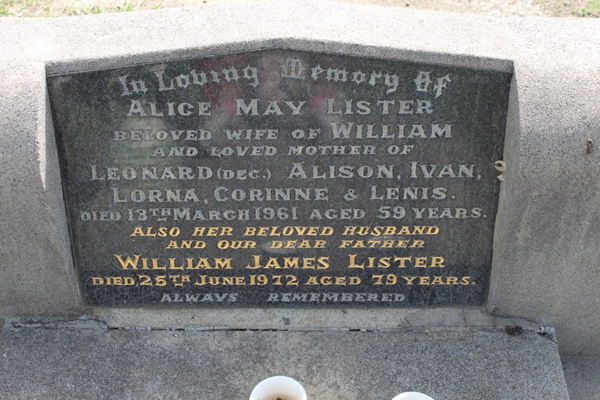 In Loving Memory Of
ALICE MAY LISTER
BELOVED WIFE OF WILLIAM
AND LOVED MOTHER OF
LEONARD (DEC.) ALISON, IVAN,
LORNA, CORINNE & LENIS.
DIED 13TH MARCH 1961 AGED 59 YEARS.
ALSO HER BELOVED HUSBAND
AND OUR DEAR FATHER
WILLIAM JAMES LISTER
DIED 25TH JUNE 1972 AGED 79 YEARS.
ALWAYS REMEMBERED